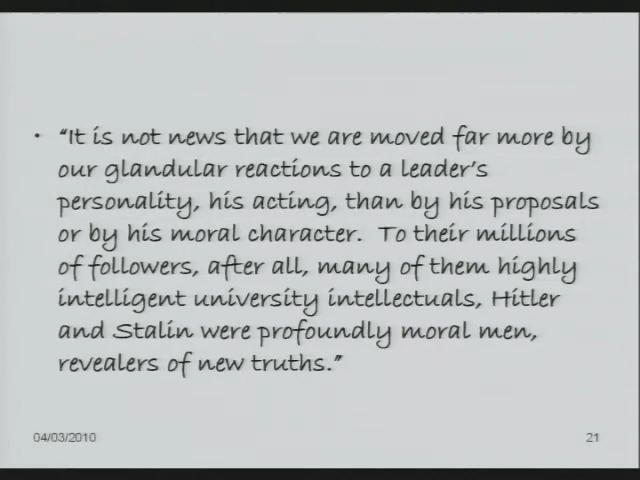 • “It is not news that we are moved far more by
our glandular reactions to a leader’s
personality, his acting, than by his proposals
or by his moral character. To their millions
of followers, after all, many of them highly
intelligent university intellectuals, Hitler
and Stalin were profoundly moral men,
revealers of new truths.”
04/03/2010 21